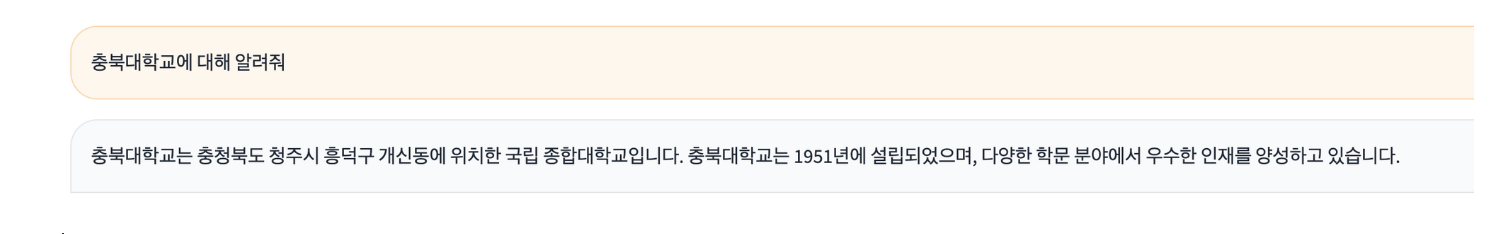 충북대학교에 대해 알려줘
충북대학교는 충청북도 청주시 흥덕구 개신동에 위치한 국립 종합대학교입니다. 충북대학교는 1951년에 설립되었으며, 다양한 학문 분야에서 우수한 인재를 양성하고 있습니다.